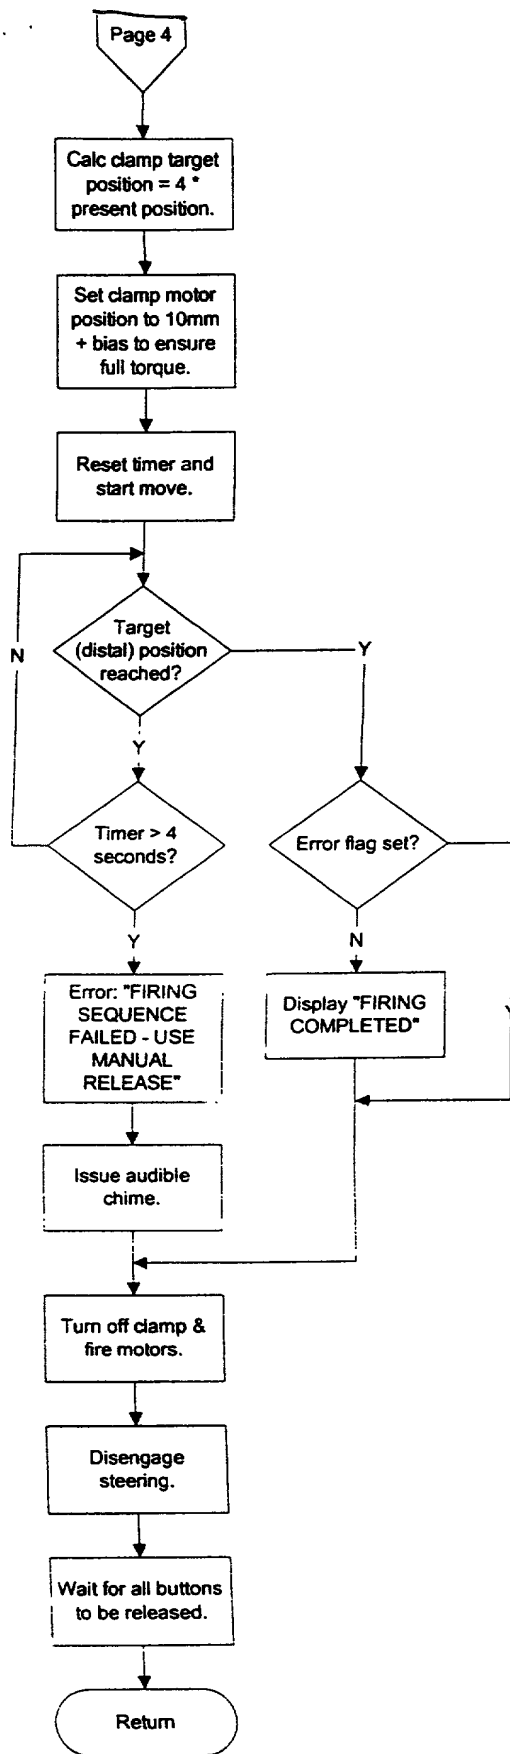 Page 4
Calc clamp target
position = 4 *
present position.
Set clamp motor
position to 10mm
+ bias to ensure
full torque.
Reset timer and
start move.
Target
(distal) position
reached?
N
Y
Y
Timer > 4
seconds?
Error flag set?
Y
N
Y
Error: "FIRING
SEQUENCE
FAILED - USE
MANUAL
RELEASE"
Display "FIRING
COMPLETED"
Issue audible
chime.
Turn off clamp &
fire motors.
Disengage
steering.
Wait for all buttons
to be released.
Return